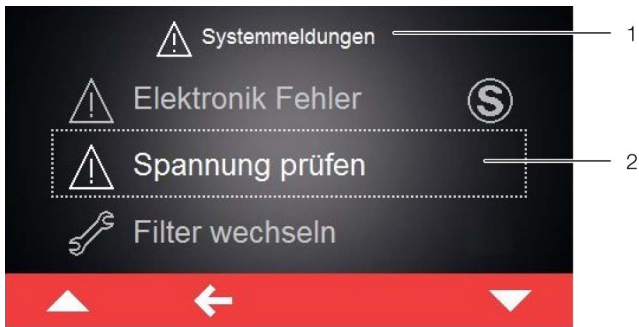 Systemmeldungen 1
Elektronik Fehler S
Spannung prüfen 2
Filter wechseln